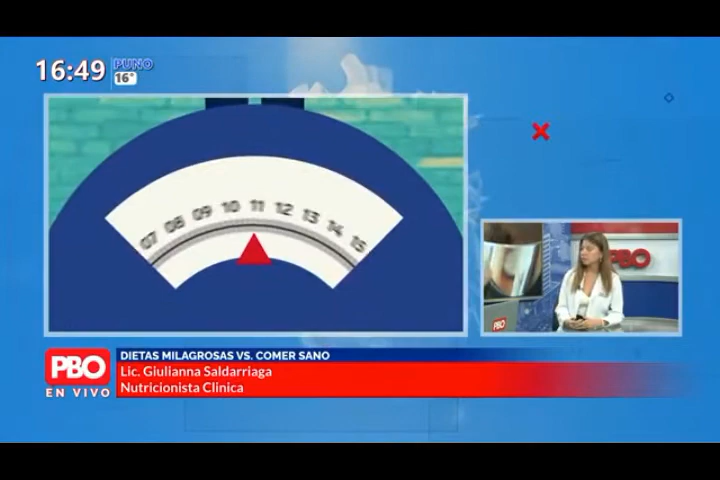 16:49
PUNO
16°
07 08 09 10 11 12 13 14 15
PBO
PBO
PBO
EN VIVO
DIETAS MILAGROSAS VS. COMER SANO
Lic. Giulianna Saldarriaga
Nutricionista Clinica